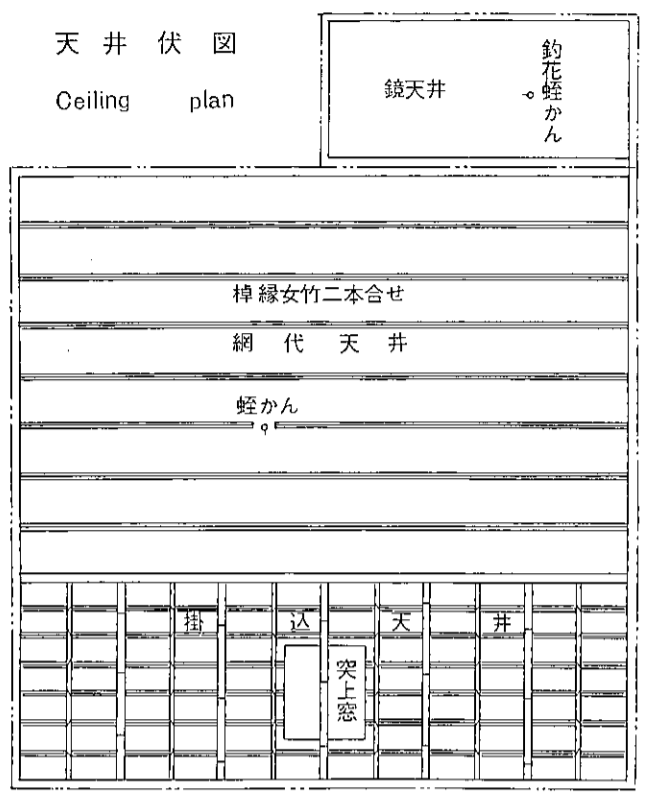 天井伏図
Ceiling plan
鏡天井
釣花蛭かん
棹縁女竹二本合せ
網代天井
蛭かん
掛込天井
突上窓